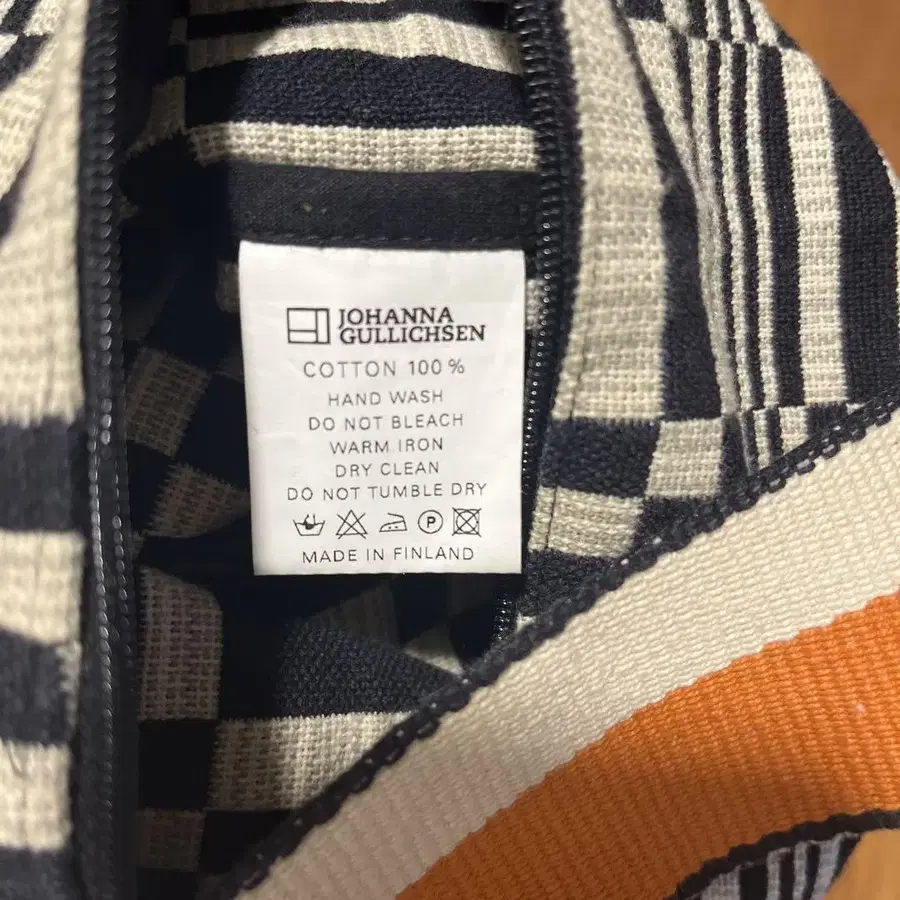 JOHANNA
GULLICHSEN
COTTON 100 %
HAND WASH
DO NOT BLEACH
WARM IRON
DRY CLEAN
DO NOT TUMBLE DRY
P
MADE IN FINLAND